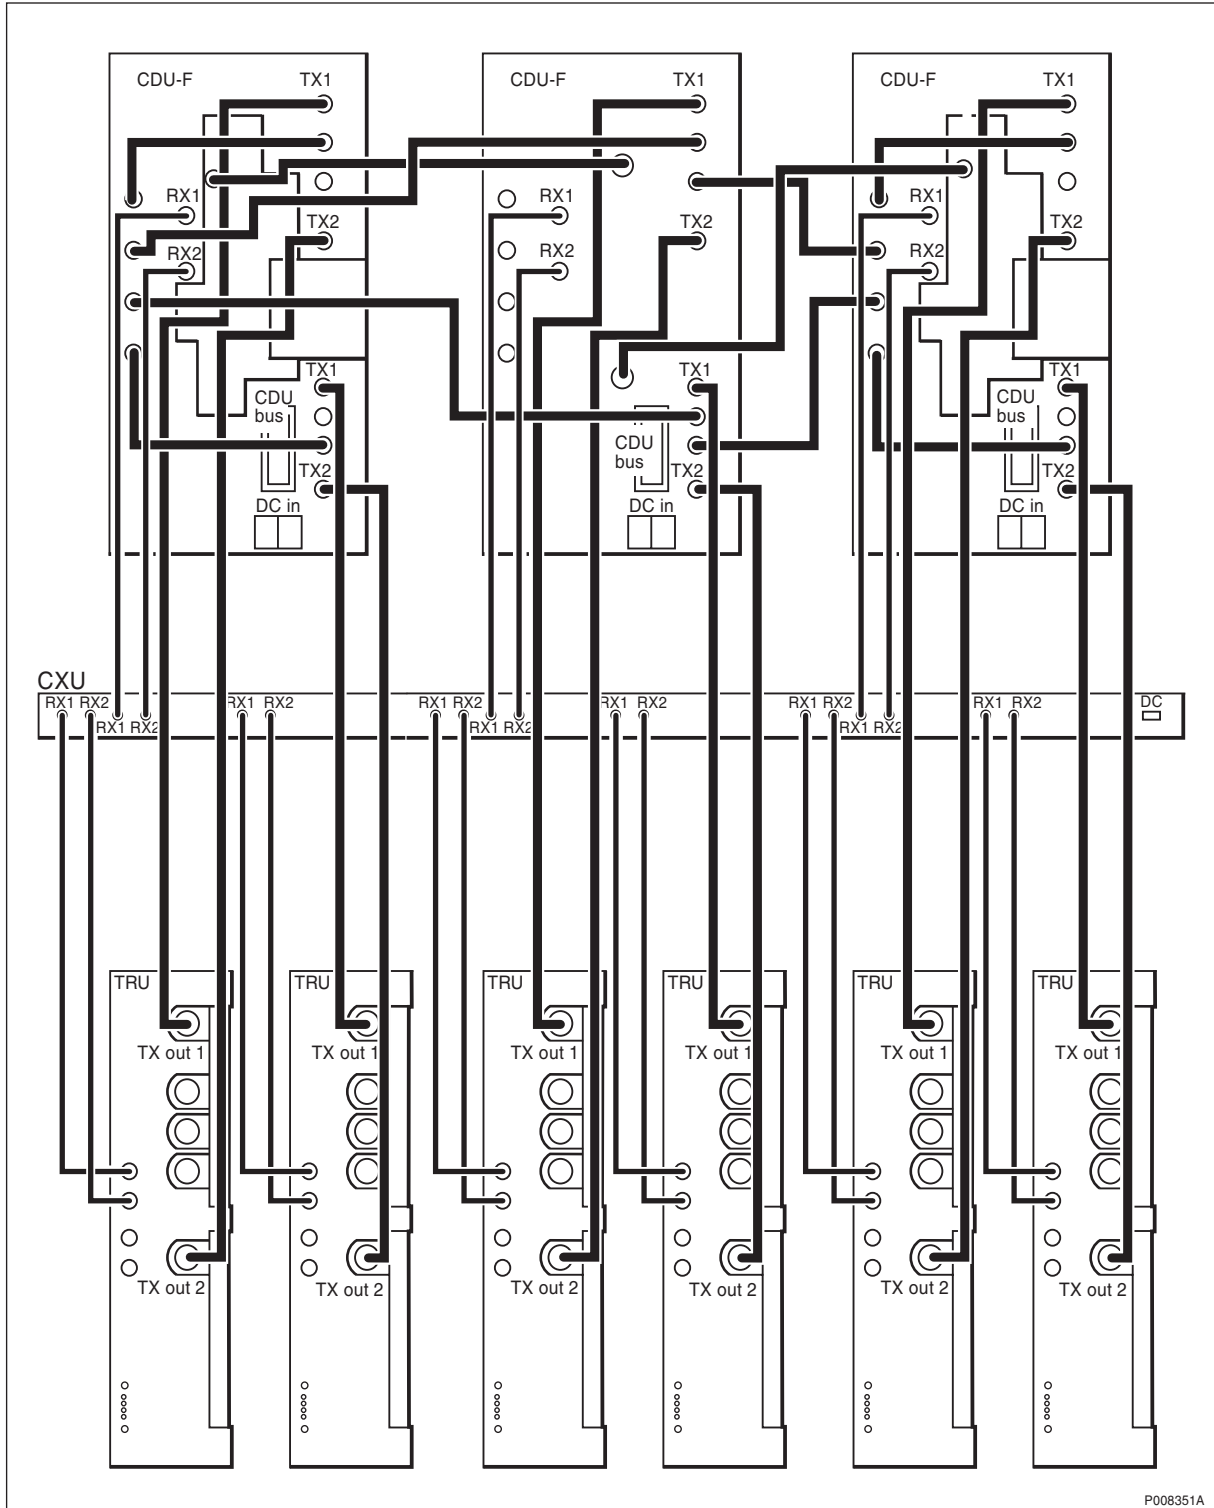 CDU-F TX1 CDU-F TX1 CDU-F TX1
RX1 RX1 RX1
TX2 TX2 TX2
RX2 RX2 RX2
TX1 TX1 TX1
CDU CDU
bus bus
CDU
bus
TX2 TX2 TX2
DC in DC in DC in
CXU
RX1 RX2 RX1 RX2 RX1 RX2 RX1 RX2 RX1 RX2 RX1 RX2 DC
RX1 RX2 RX1 RX2 RX1 RX2
TRU TRU TRU TRU TRU TRU
TX out 1 TX out 1 TX out 1 TX out 1 TX out 1 TX out 1
TX out 2 TX out 2 TX out 2 TX out 2 TX out 2 TX out 2
P008351A